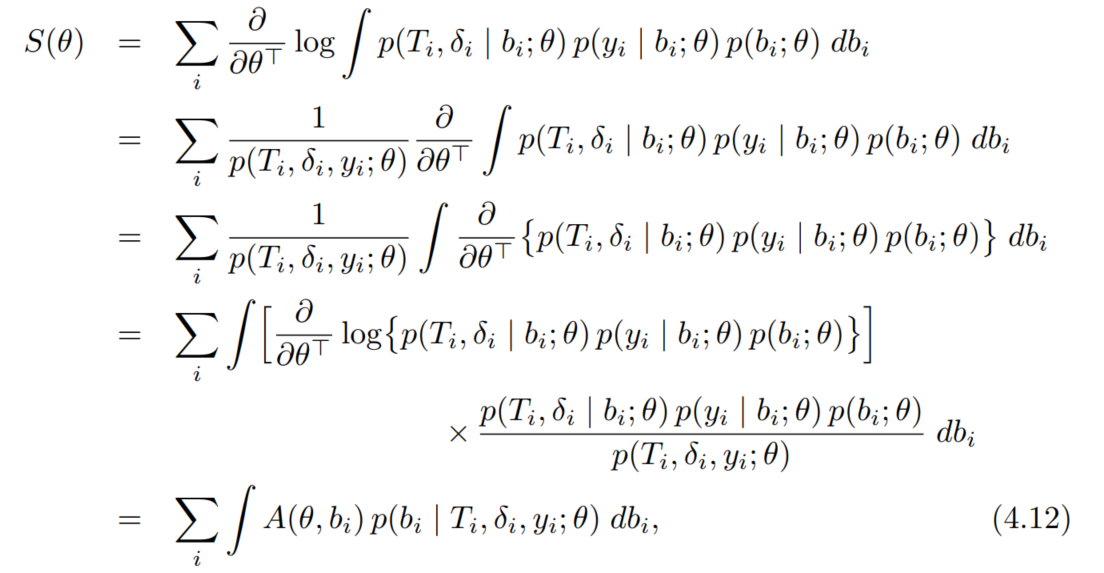 S(θ) = ∑_i ∂/∂θ^⊤ log ∫ p(T_i, δ_i | b_i; θ) p(y_i | b_i; θ) p(b_i; θ) db_i
= ∑_i 1/p(T_i, δ_i, y_i; θ) ∂/∂θ^⊤ ∫ p(T_i, δ_i | b_i; θ) p(y_i | b_i; θ) p(b_i; θ) db_i
= ∑_i 1/p(T_i, δ_i, y_i; θ) ∫ ∂/∂θ^⊤ {p(T_i, δ_i | b_i; θ) p(y_i | b_i; θ) p(b_i; θ)} db_i
= ∑_i ∫ [∂/∂θ^⊤ log{p(T_i, δ_i | b_i; θ) p(y_i | b_i; θ) p(b_i; θ)}]
× p(T_i, δ_i | b_i; θ) p(y_i | b_i; θ) p(b_i; θ)/p(T_i, δ_i, y_i; θ) db_i
= ∑_i ∫ A(θ, b_i) p(b_i | T_i, δ_i, y_i; θ) db_i, (4.12)